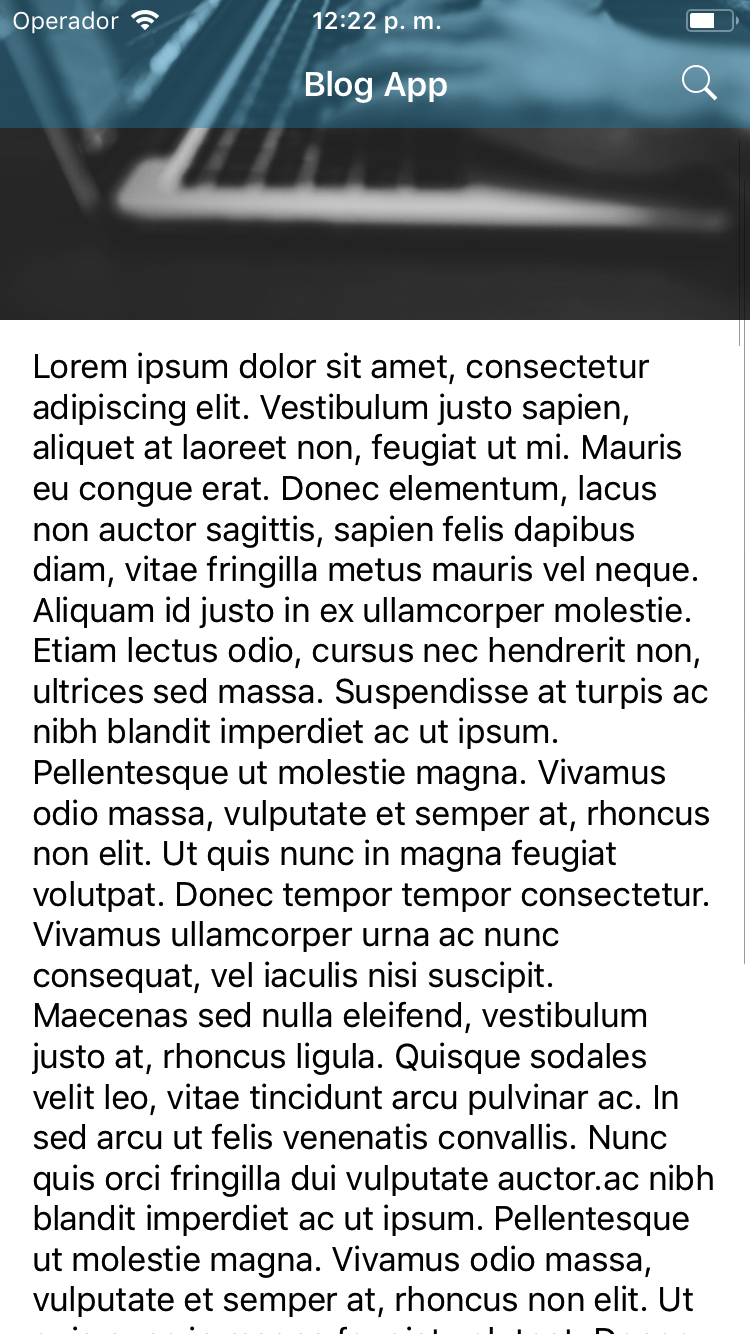 Operador 12:22 p. m.
Blog App
Lorem ipsum dolor sit amet, consectetur
adipiscing elit. Vestibulum justo sapien,
aliquet at laoreet non, feugiat ut mi. Mauris
eu congue erat. Donec elementum, lacus
non auctor sagittis, sapien felis dapibus
diam, vitae fringilla metus mauris vel neque.
Aliquam id justo in ex ullamcorper molestie.
Etiam lectus odio, cursus nec hendrerit non,
ultrices sed massa. Suspendisse at turpis ac
nibh blandit imperdiet ac ut ipsum.
Pellentesque ut molestie magna. Vivamus
odio massa, vulputate et semper at, rhoncus
non elit. Ut quis nunc in magna feugiat
volutpat. Donec tempor tempor consectetur.
Vivamus ullamcorper urna ac nunc
consequat, vel iaculis nisi suscipit.
Maecenas sed nulla eleifend, vestibulum
justo at, rhoncus ligula. Quisque sodales
velit leo, vitae tincidunt arcu pulvinar ac. In
sed arcu ut felis venenatis convallis. Nunc
quis orci fringilla dui vulputate auctor.ac nibh
blandit imperdiet ac ut ipsum. Pellentesque
ut molestie magna. Vivamus odio massa,
vulputate et semper at, rhoncus non elit. Ut